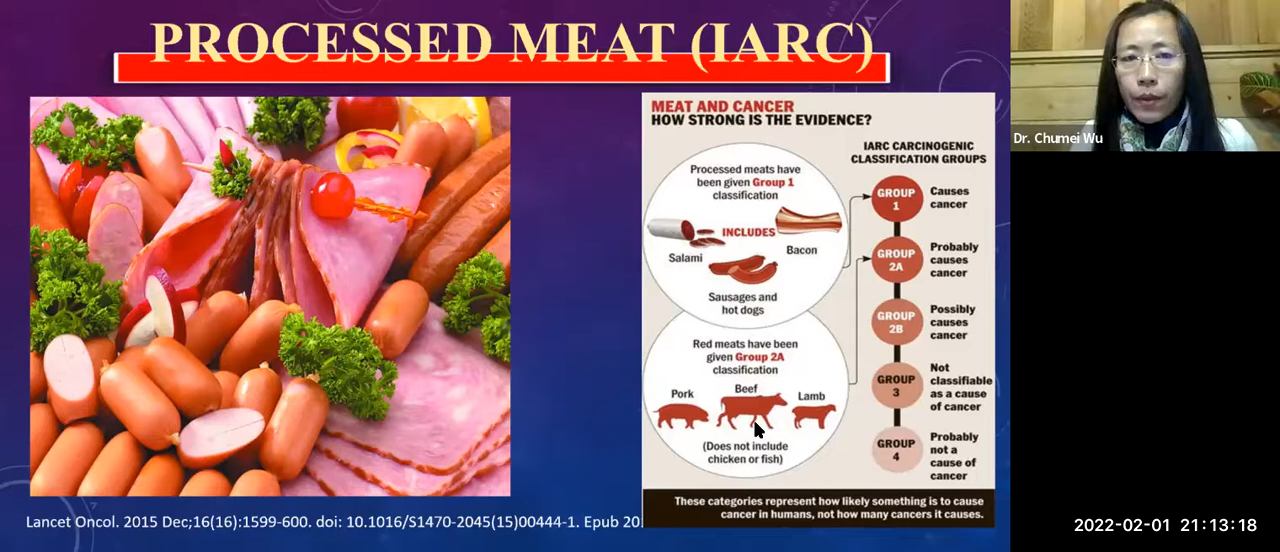 PROCESSED MEAT (IARC)
MEAT AND CANCER
HOW STRONG IS THE EVIDENCE?
Processed meats have
been given Group 1
classification
INCLUDES
Salami
Bacon
Sausages and
hot dogs
Red meats have been
given Group 2A
classification
Pork
Beef
Lamb
(Does not include
chicken or fish)
IARC CARCINOGENIC
CLASSIFICATION GROUPS
GROUP
1
Causes
cancer
GROUP
2A
Probably
causes
cancer
GROUP
2B
Possibly
causes
cancer
GROUP
3
Not
classifiable
as a cause
of cancer
GROUP
4
Probably
not a
cause of
cancer
These categories represent how likely something is to cause
cancer in humans, not how many cancers it causes.
Lancet Oncol. 2015 Dec;16(16):1599-600. doi: 10.1016/S1470-2045(15)00444-1. Epub 20
Dr. Chumei Wu
2022-02-01 21:13:18